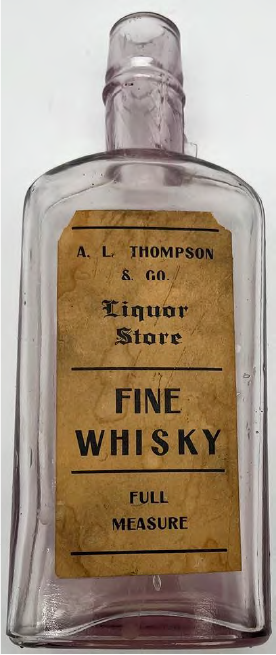 A. L. THOMPSON
& CO.
Liquor
Store
FINE
WHISKY
FULL
MEASURE